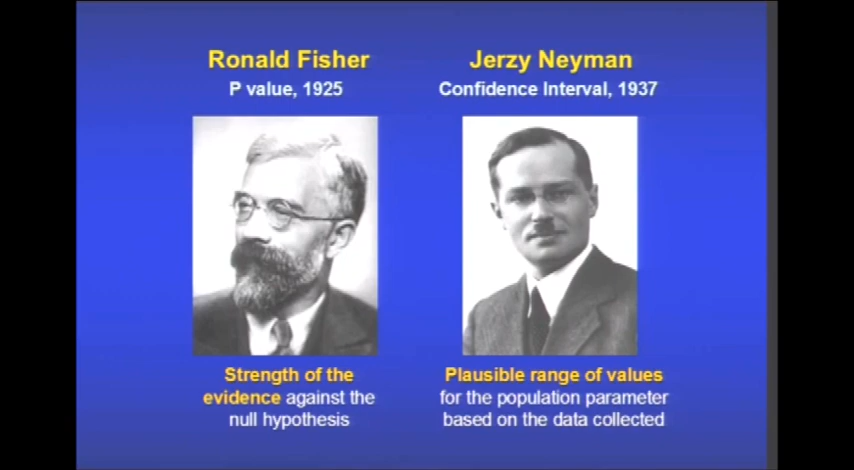 Ronald Fisher
P value, 1925
Strength of the
evidence against the
null hypothesis
Jerzy Neyman
Confidence Interval, 1937
Plausible range of values
for the population parameter
based on the data collected